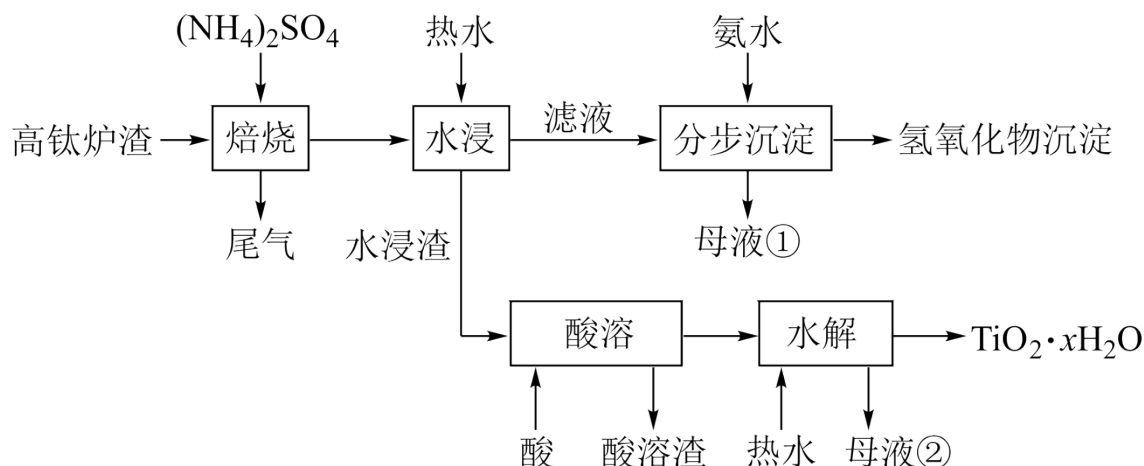 (NH₄)₂SO₄
热水
氨水
高钛炉渣
焙烧
水浸
滤液
分步沉淀
氢氧化物沉淀
尾气
水浸渣
母液①
酸溶
水解
TiO₂·xH₂O
酸
酸溶渣
热水
母液②